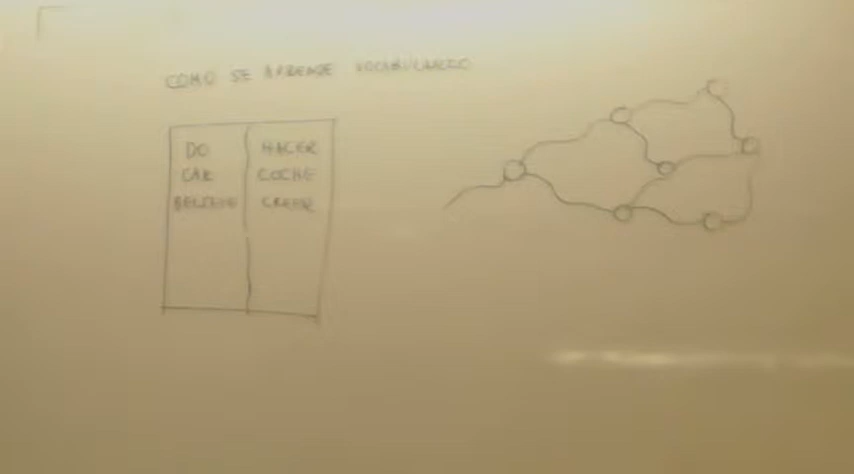 COMO SE APRENDE VOCABULARIO
DO HACER
CAR COCHE
BELIEVE CREER